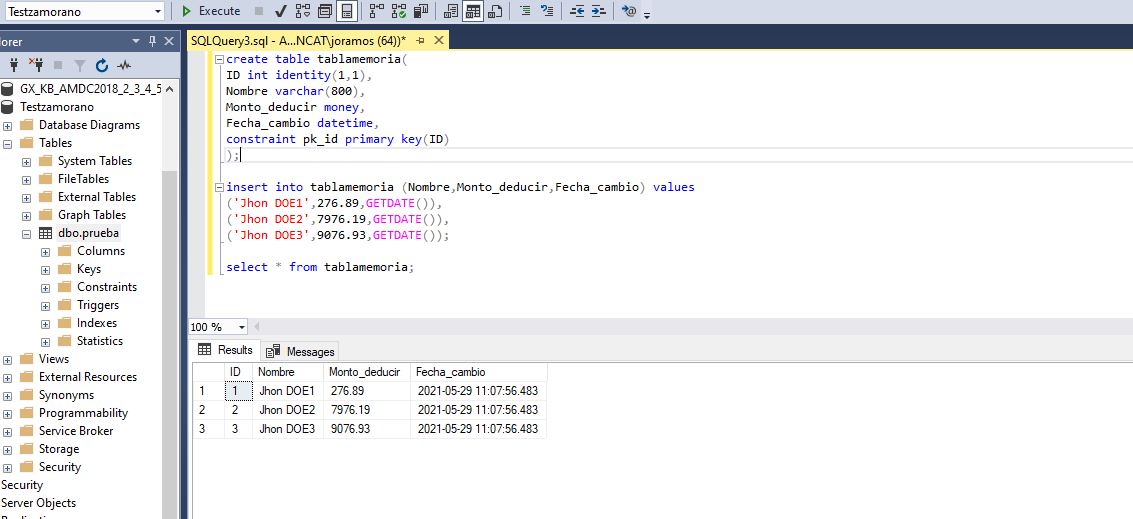 Testzamorano
Execute
lorer
SQLQuery3.sql - A...NCAT\joramos (64))*
GX_KB_AMDC2018_2_3_4_5
Testzamorano
Database Diagrams
Tables
System Tables
FileTables
External Tables
Graph Tables
dbo.prueba
Columns
Keys
Constraints
Triggers
Indexes
Statistics
Views
External Resources
Synonyms
Programmability
Service Broker
Storage
Security
Security
Server Objects
create table tablamemoria(
ID int identity(1,1),
Nombre varchar(800),
Monto_deducir money,
Fecha_cambio datetime,
constraint pk_id primary key(ID)
);
insert into tablamemoria (Nombre,Monto_deducir,Fecha_cambio) values
('Jhon DOE1',276.89,GETDATE()),
('Jhon DOE2',7976.19,GETDATE()),
('Jhon DOE3',9076.93,GETDATE());
select * from tablamemoria;
100 %
Results Messages
ID Nombre Monto_deducir Fecha_cambio
1 1 Jhon DOE1 276.89 2021-05-29 11:07:56.483
2 2 Jhon DOE2 7976.19 2021-05-29 11:07:56.483
3 3 Jhon DOE3 9076.93 2021-05-29 11:07:56.483